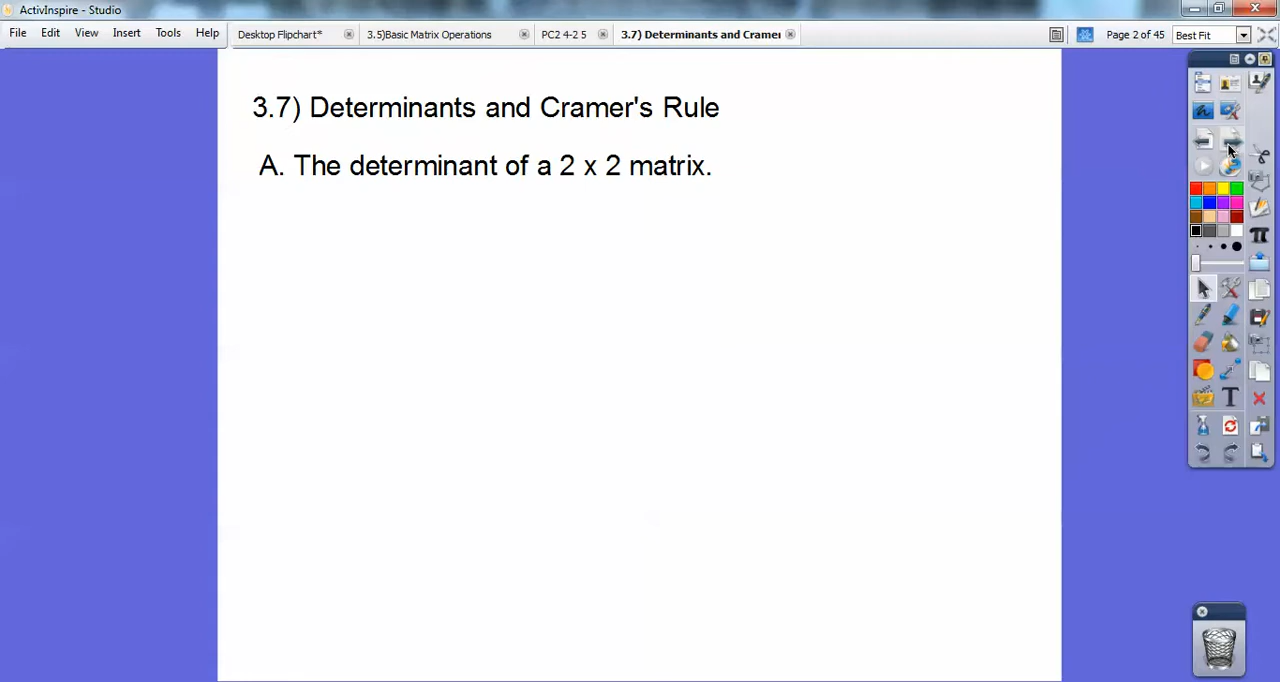 ActivInspire - Studio
File Edit View Insert Tools Help
Desktop Flipchart* 3.5)Basic Matrix Operations PC2 4-2 5 3.7) Determinants and Cramer Page 2 of 45 Best Fit
3.7) Determinants and Cramer's Rule
A. The determinant of a 2 x 2 matrix.